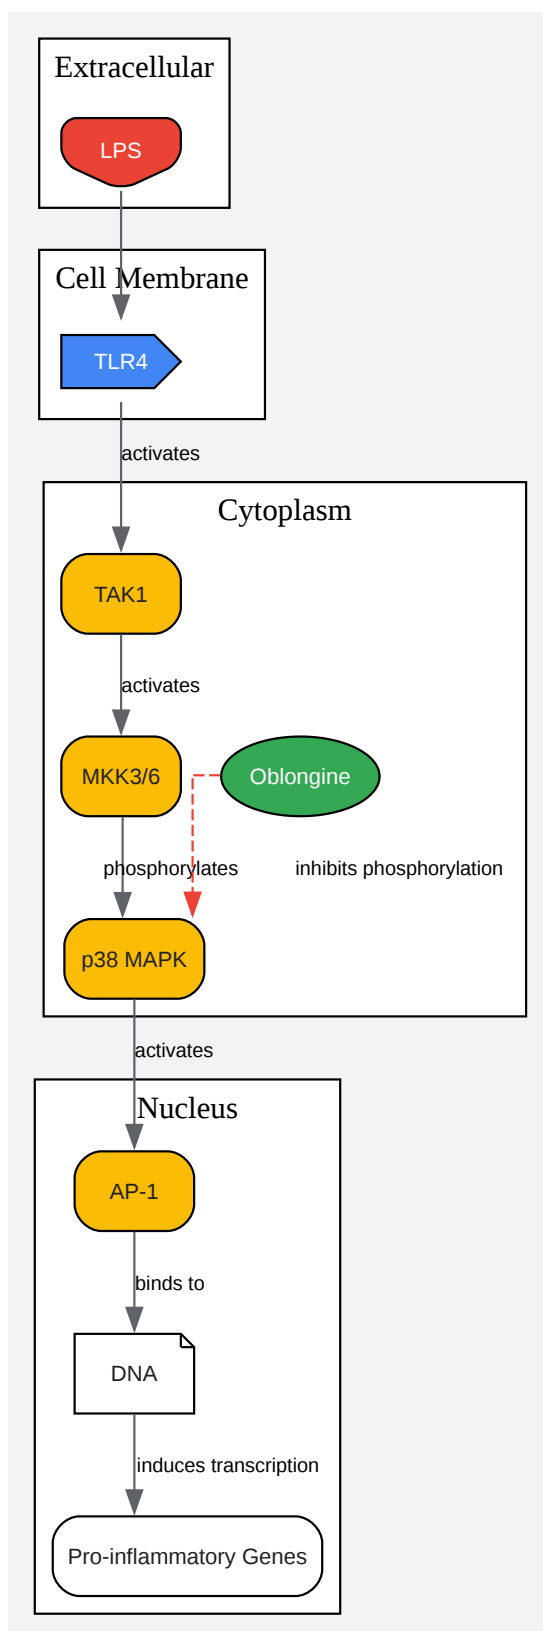 Extracellular
LPS
Cell Membrane
TLR4
activates
Cytoplasm
TAK1
activates
MKK3/6
Oblongine
phosphorylates
inhibits phosphorylation
p38 MAPK
activates
Nucleus
AP-1
binds to
DNA
induces transcription
Pro-inflammatory Genes